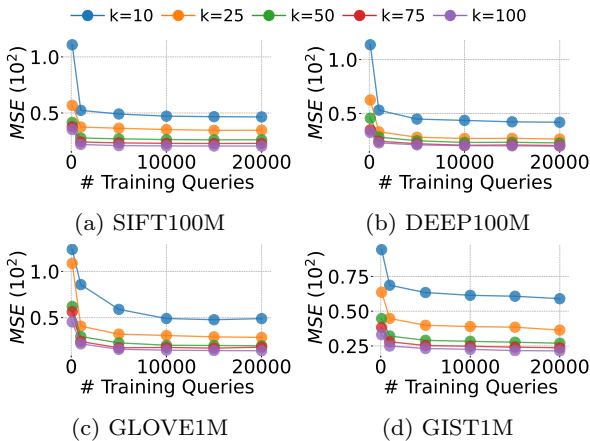 k=10 k=25 k=50 k=75 k=100
MSE (10²)
1.0
0.5
0 10000 20000
# Training Queries
(a) SIFT100M
MSE (10²)
1.0
0.5
0 10000 20000
# Training Queries
(b) DEEP100M
MSE (10²)
1.0
0.5
0 10000 20000
# Training Queries
(c) GLOVE1M
MSE (10²)
0.75
0.50
0.25
0 10000 20000
# Training Queries
(d) GIST1M